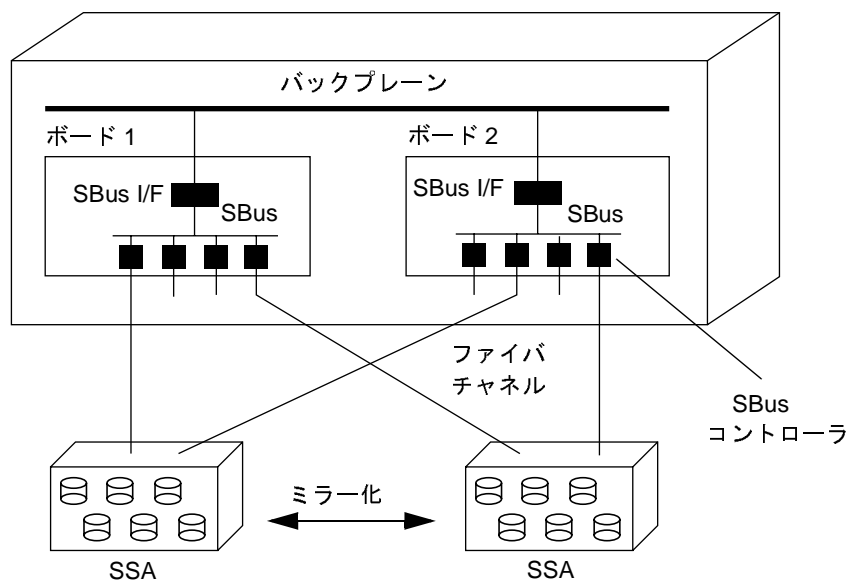 バックプレーン
ボード 1
ボード 2
SBus I/F
SBus
SBus I/F
SBus
ファイバ
チャネル
SBus
コントローラ
ミラー化
SSA
SSA